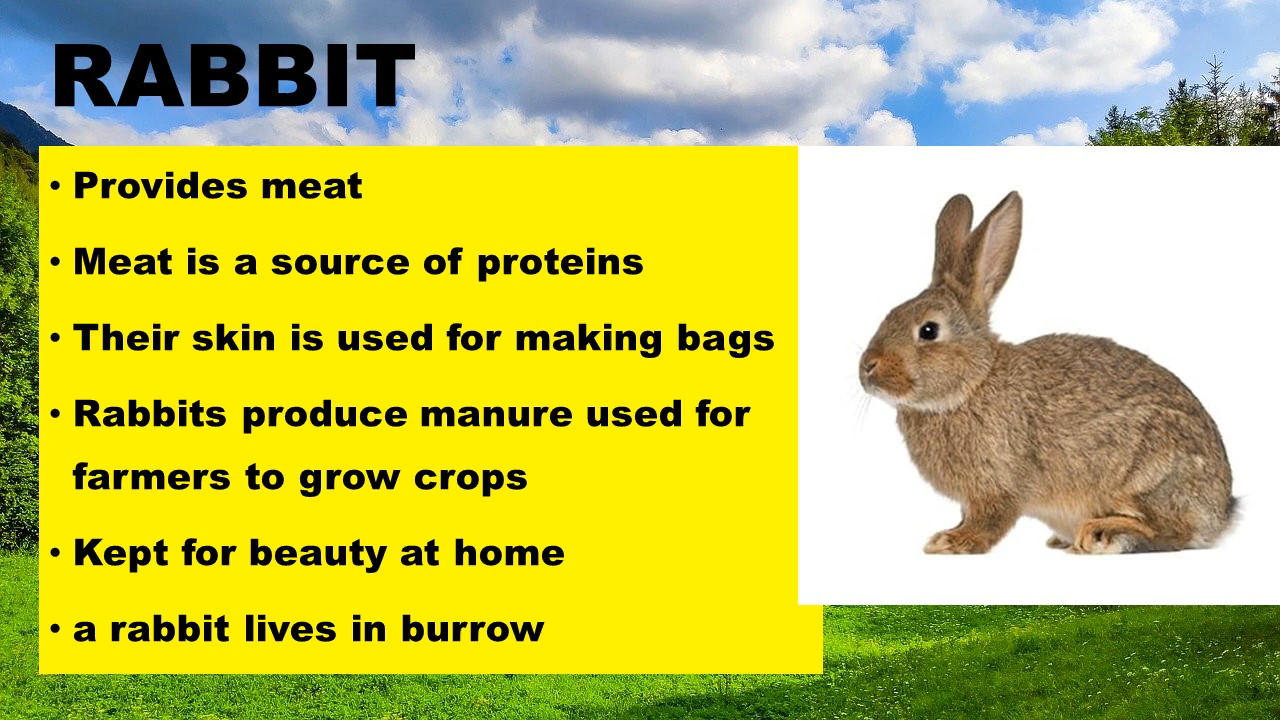 RABBIT
• Provides meat
• Meat is a source of proteins
• Their skin is used for making bags
• Rabbits produce manure used for
farmers to grow crops
• Kept for beauty at home
• a rabbit lives in burrow